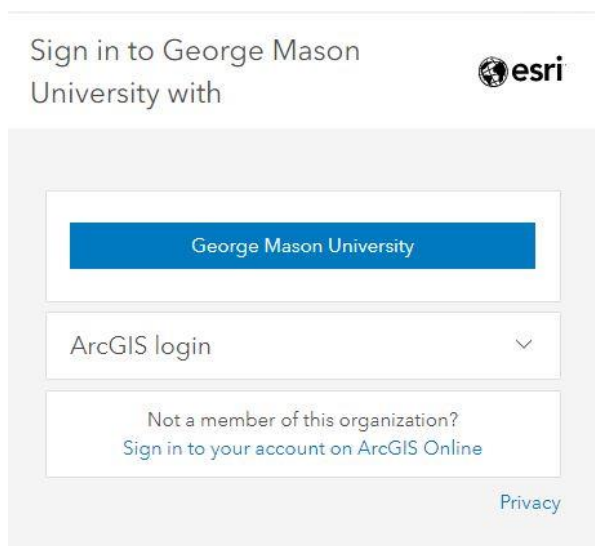 Sign in to George Mason
University with
esri
George Mason University
ArcGIS login
Not a member of this organization?
Sign in to your account on ArcGIS Online
Privacy